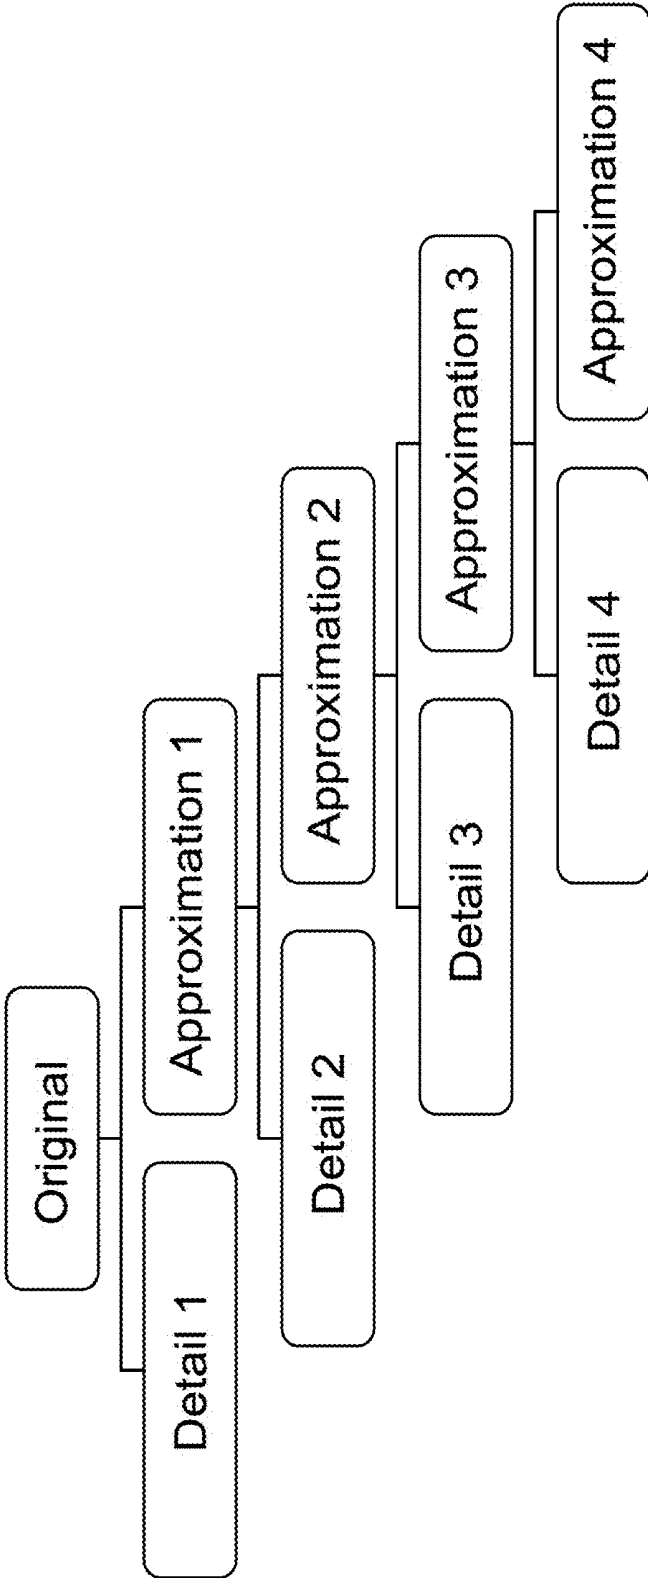 Original
Detail 1
Approximation 1
Detail 2
Approximation 2
Detail 3
Approximation 3
Detail 4
Approximation 4